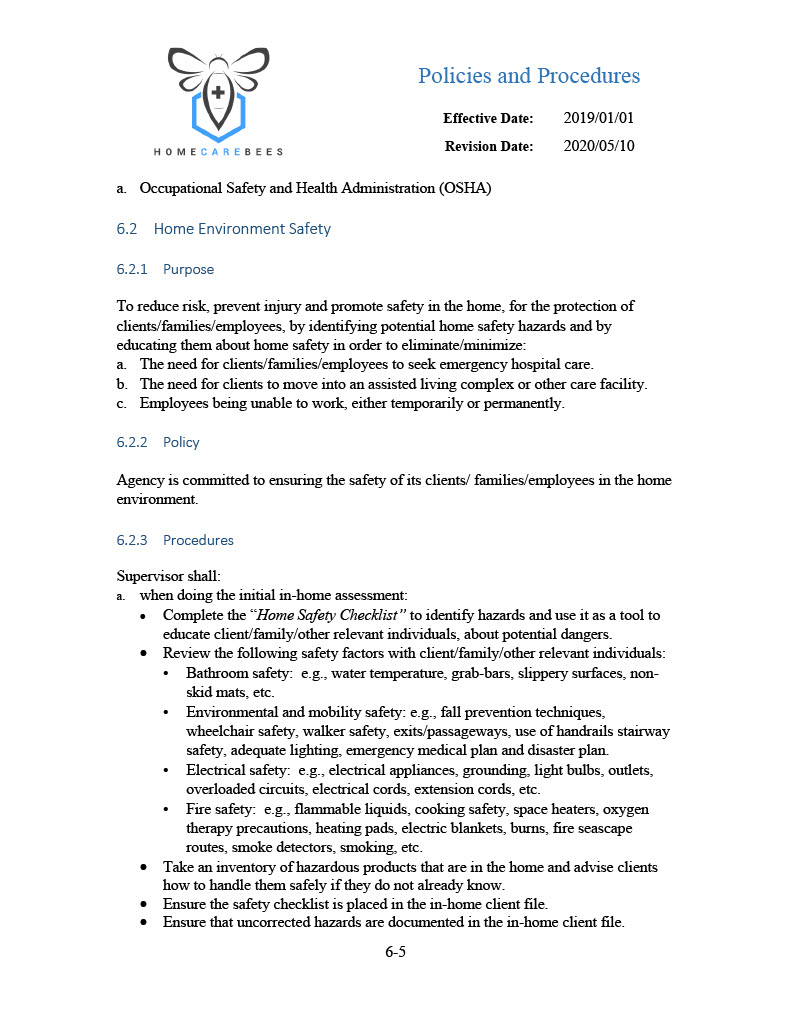 Policies and Procedures
Effective Date: 2019/01/01
Revision Date: 2020/05/10
HOMECAREBEES
a. Occupational Safety and Health Administration (OSHA)
6.2 Home Environment Safety
6.2.1 Purpose
To reduce risk, prevent injury and promote safety in the home, for the protection of
clients/families/employees, by identifying potential home safety hazards and by
educating them about home safety in order to eliminate/minimize:
a. The need for clients/families/employees to seek emergency hospital care.
b. The need for clients to move into an assisted living complex or other care facility.
c. Employees being unable to work, either temporarily or permanently.
6.2.2 Policy
Agency is committed to ensuring the safety of its clients/ families/employees in the home
environment.
6.2.3 Procedures
Supervisor shall:
a. when doing the initial in-home assessment:
• Complete the “Home Safety Checklist” to identify hazards and use it as a tool to
educate client/family/other relevant individuals, about potential dangers.
• Review the following safety factors with client/family/other relevant individuals:
• Bathroom safety: e.g., water temperature, grab-bars, slippery surfaces, non-
skid mats, etc.
• Environmental and mobility safety: e.g., fall prevention techniques,
wheelchair safety, walker safety, exits/passageways, use of handrails stairway
safety, adequate lighting, emergency medical plan and disaster plan.
• Electrical safety: e.g., electrical appliances, grounding, light bulbs, outlets,
overloaded circuits, electrical cords, extension cords, etc.
• Fire safety: e.g., flammable liquids, cooking safety, space heaters, oxygen
therapy precautions, heating pads, electric blankets, burns, fire seascape
routes, smoke detectors, smoking, etc.
• Take an inventory of hazardous products that are in the home and advise clients
how to handle them safely if they do not already know.
• Ensure the safety checklist is placed in the in-home client file.
• Ensure that uncorrected hazards are documented in the in-home client file.
6-5